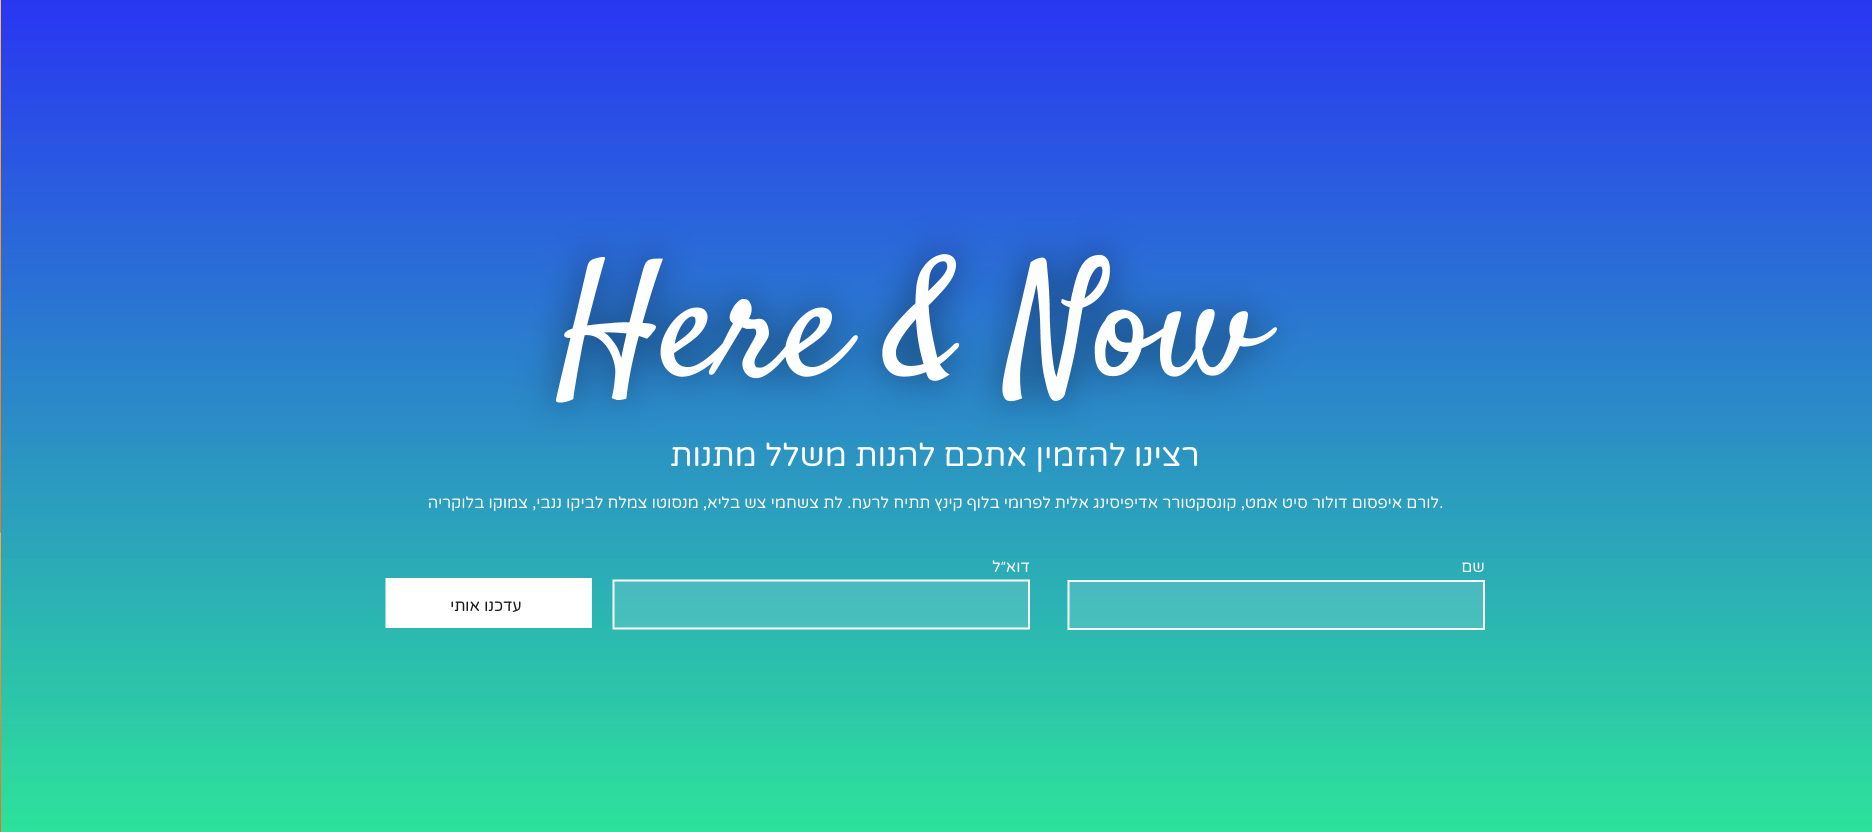 Here & Now
רצינו להזמין אתכם להנות משלל מתנות
לורם איפסום דולור סיט אמט, קונסקטורר אדיפיסינג אלית לפרומי בלוף קינץ תתיח לרעח. לת צשחמי צש בליא, מנסוטו צמלח לביקו ננבי, צמוקו בלוקריה.
שם
דוא״ל
עדכנו אותי